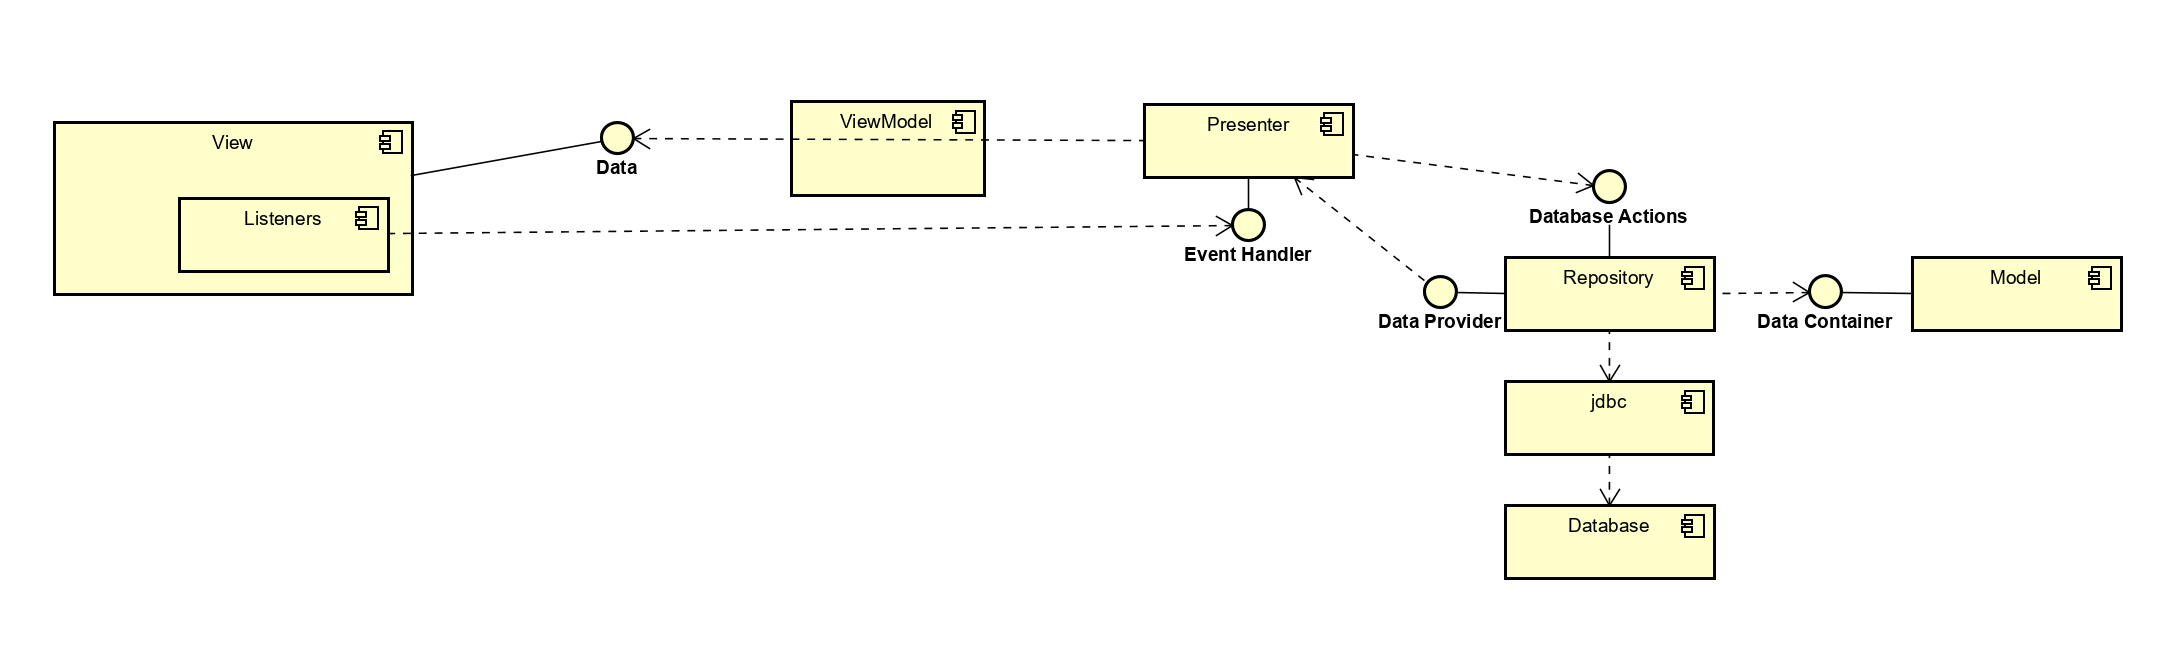 View
Listeners
Data
ViewModel
Presenter
Event Handler
Database Actions
Data Provider
Repository
Data Container
Model
jdbc
Database